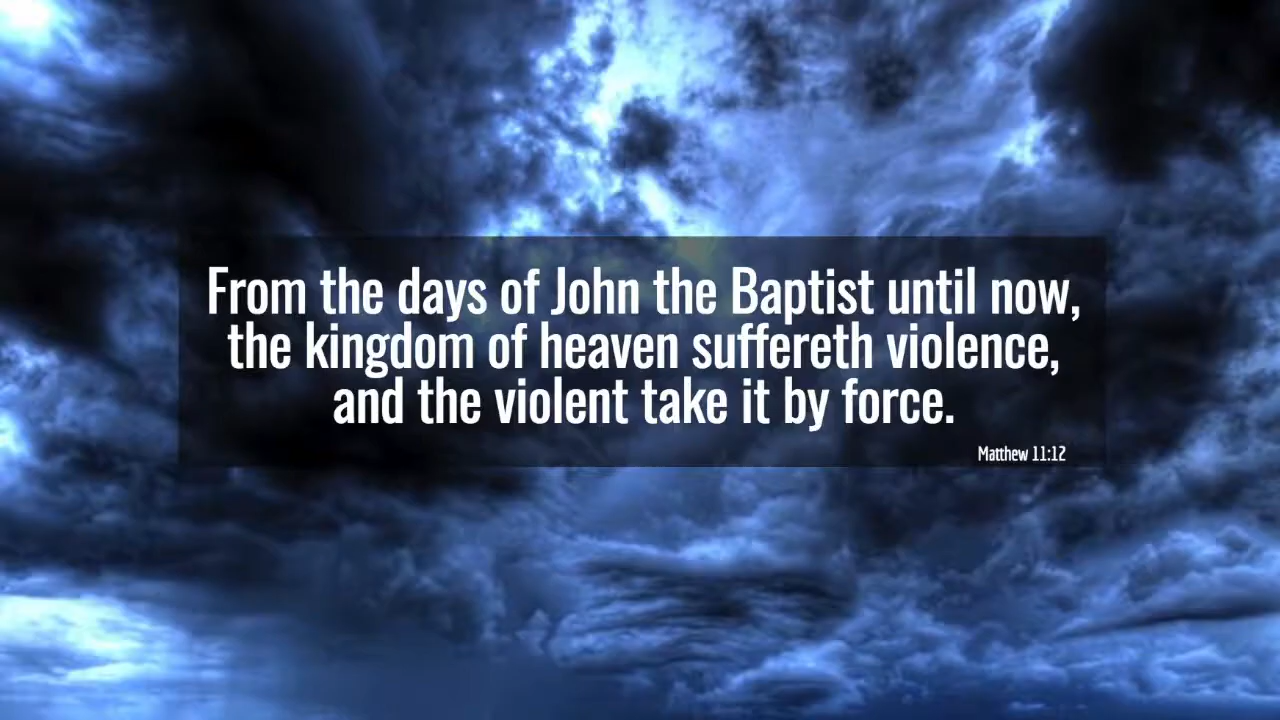 From the days of John the Baptist until now,
the kingdom of heaven suffereth violence,
and the violent take it by force.
Matthew 11:12